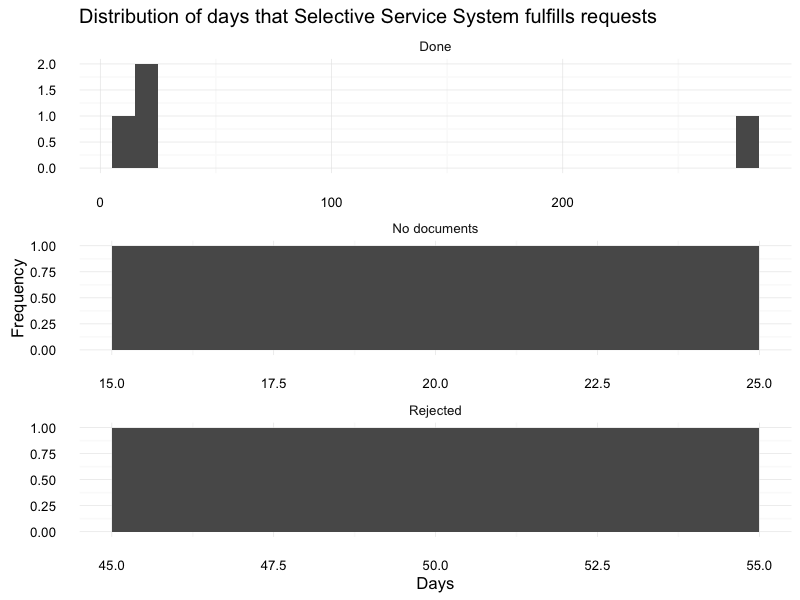 Distribution of days that Selective Service System fulfills requests
Done
2.0
1.5
1.0
0.5
0.0
0 100 200
No documents
1.00
0.75
0.50
0.25
0.00
15.0 17.5 20.0 22.5 25.0
Frequency
Rejected
1.00
0.75
0.50
0.25
0.00
45.0 47.5 50.0 52.5 55.0
Days